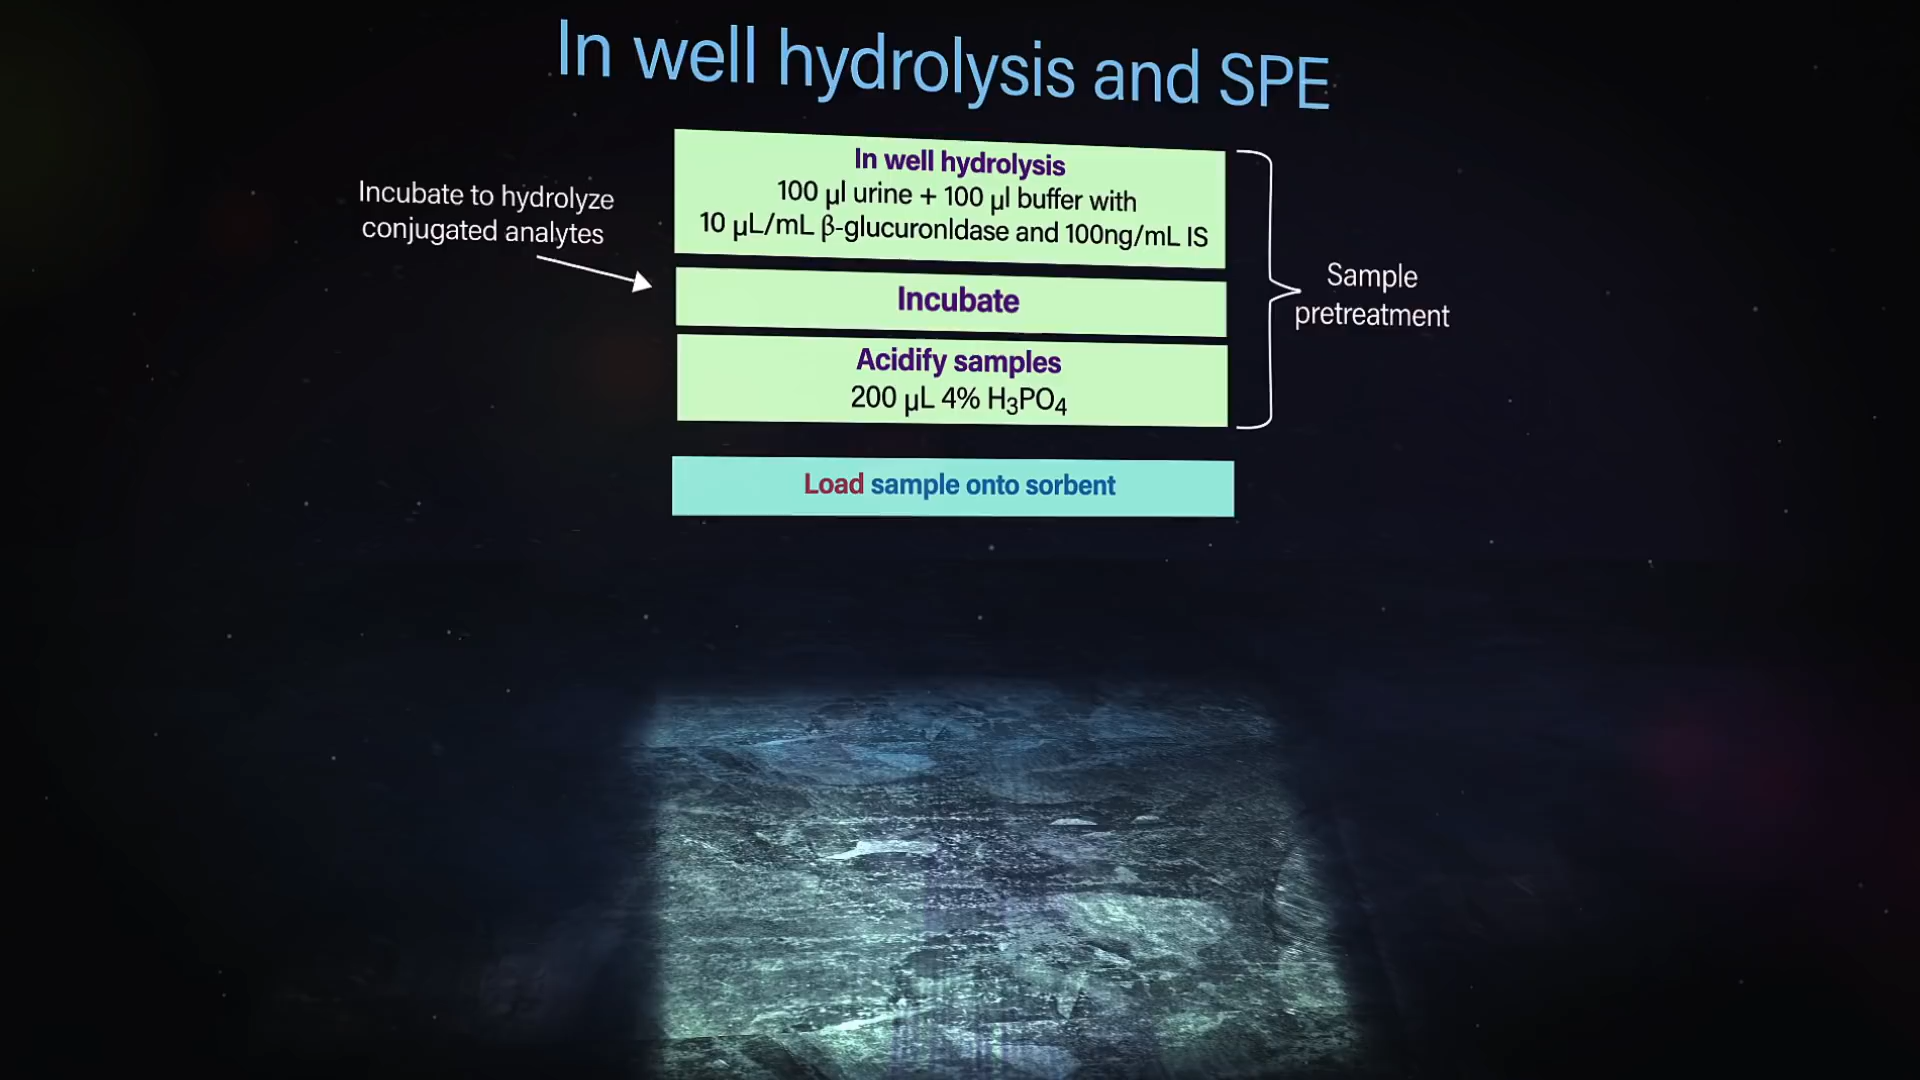 In well hydrolysis and SPE
In well hydrolysis
100 µl urine + 100 µl buffer with
10 µL/mL β-glucuronldase and 100ng/mL IS
Incubate to hydrolyze
conjugated analytes
Incubate
Sample
pretreatment
Acidify samples
200 µL 4% H₃PO₄
Load sample onto sorbent